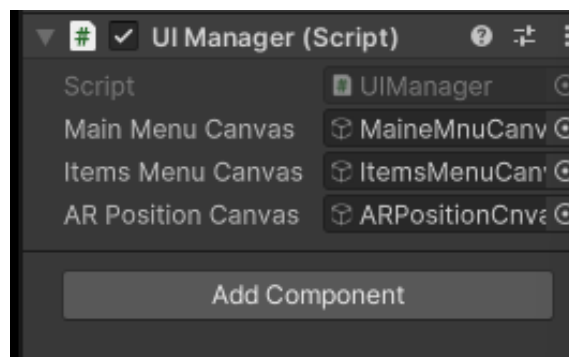 # UI Manager (Script)
Script # UIManager
Main Menu Canvas MaineMnuCanv
Items Menu Canvas ItemsMenuCan
AR Position Canvas ARPositionCnva
Add Component